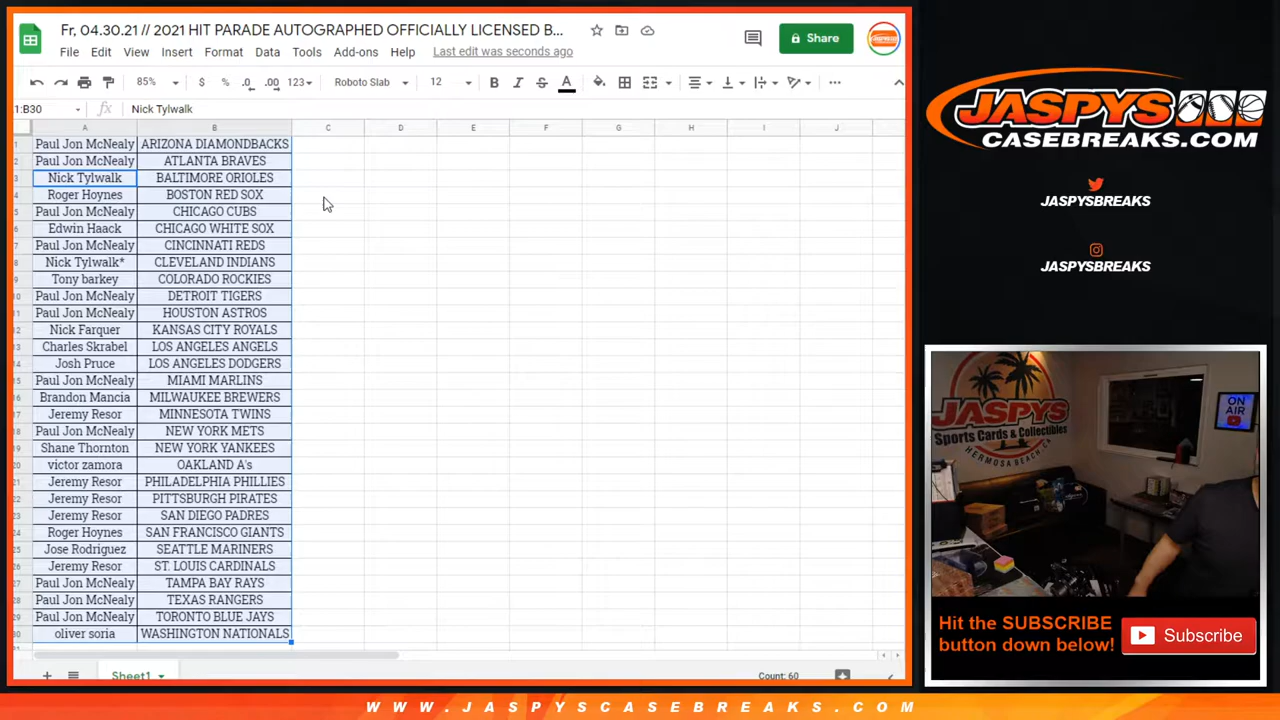 Fr, 04.30.21 // 2021 HIT PARADE AUTOGRAPHED OFFICIALLY LICENSED B...
File Edit View Insert Format Data Tools Add-ons Help Last edit was seconds ago
Share
85% $ % .0 .00 123 Roboto Slab 12 B I S A
1:B30 fx Nick Tylwalk
A B C D E F G H I J
1 Paul Jon McNealy ARIZONA DIAMONDBACKS
2 Paul Jon McNealy ATLANTA BRAVES
3 Nick Tylwalk BALTIMORE ORIOLES
4 Roger Hoynes BOSTON RED SOX
5 Paul Jon McNealy CHICAGO CUBS
6 Edwin Haack CHICAGO WHITE SOX
7 Paul Jon McNealy CINCINNATI REDS
8 Nick Tylwalk* CLEVELAND INDIANS
9 Tony barkey COLORADO ROCKIES
10 Paul Jon McNealy DETROIT TIGERS
11 Paul Jon McNealy HOUSTON ASTROS
12 Nick Farquer KANSAS CITY ROYALS
13 Charles Skrabel LOS ANGELES ANGELS
14 Josh Pruce LOS ANGELES DODGERS
15 Paul Jon McNealy MIAMI MARLINS
16 Brandon Mancia MILWAUKEE BREWERS
17 Jeremy Resor MINNESOTA TWINS
18 Paul Jon McNealy NEW YORK METS
19 Shane Thornton NEW YORK YANKEES
20 victor zamora OAKLAND A's
21 Jeremy Resor PHILADELPHIA PHILLIES
22 Jeremy Resor PITTSBURGH PIRATES
23 Jeremy Resor SAN DIEGO PADRES
24 Roger Hoynes SAN FRANCISCO GIANTS
25 Jose Rodriguez SEATTLE MARINERS
26 Jeremy Resor ST. LOUIS CARDINALS
27 Paul Jon McNealy TAMPA BAY RAYS
28 Paul Jon McNealy TEXAS RANGERS
29 Paul Jon McNealy TORONTO BLUE JAYS
30 oliver soria WASHINGTON NATIONALS
Sheet1 Count: 60
JASPYS
CASEBREAKS.COM
JASPYSBREAKS
JASPYSBREAKS
JASPYS
Sports Cards & Collectibles
HERMOSA BEACH, CA
ON
AIR
Hit the SUBSCRIBE
button down below!
Subscribe
WWW.JASPYSCASEBREAKS.COM